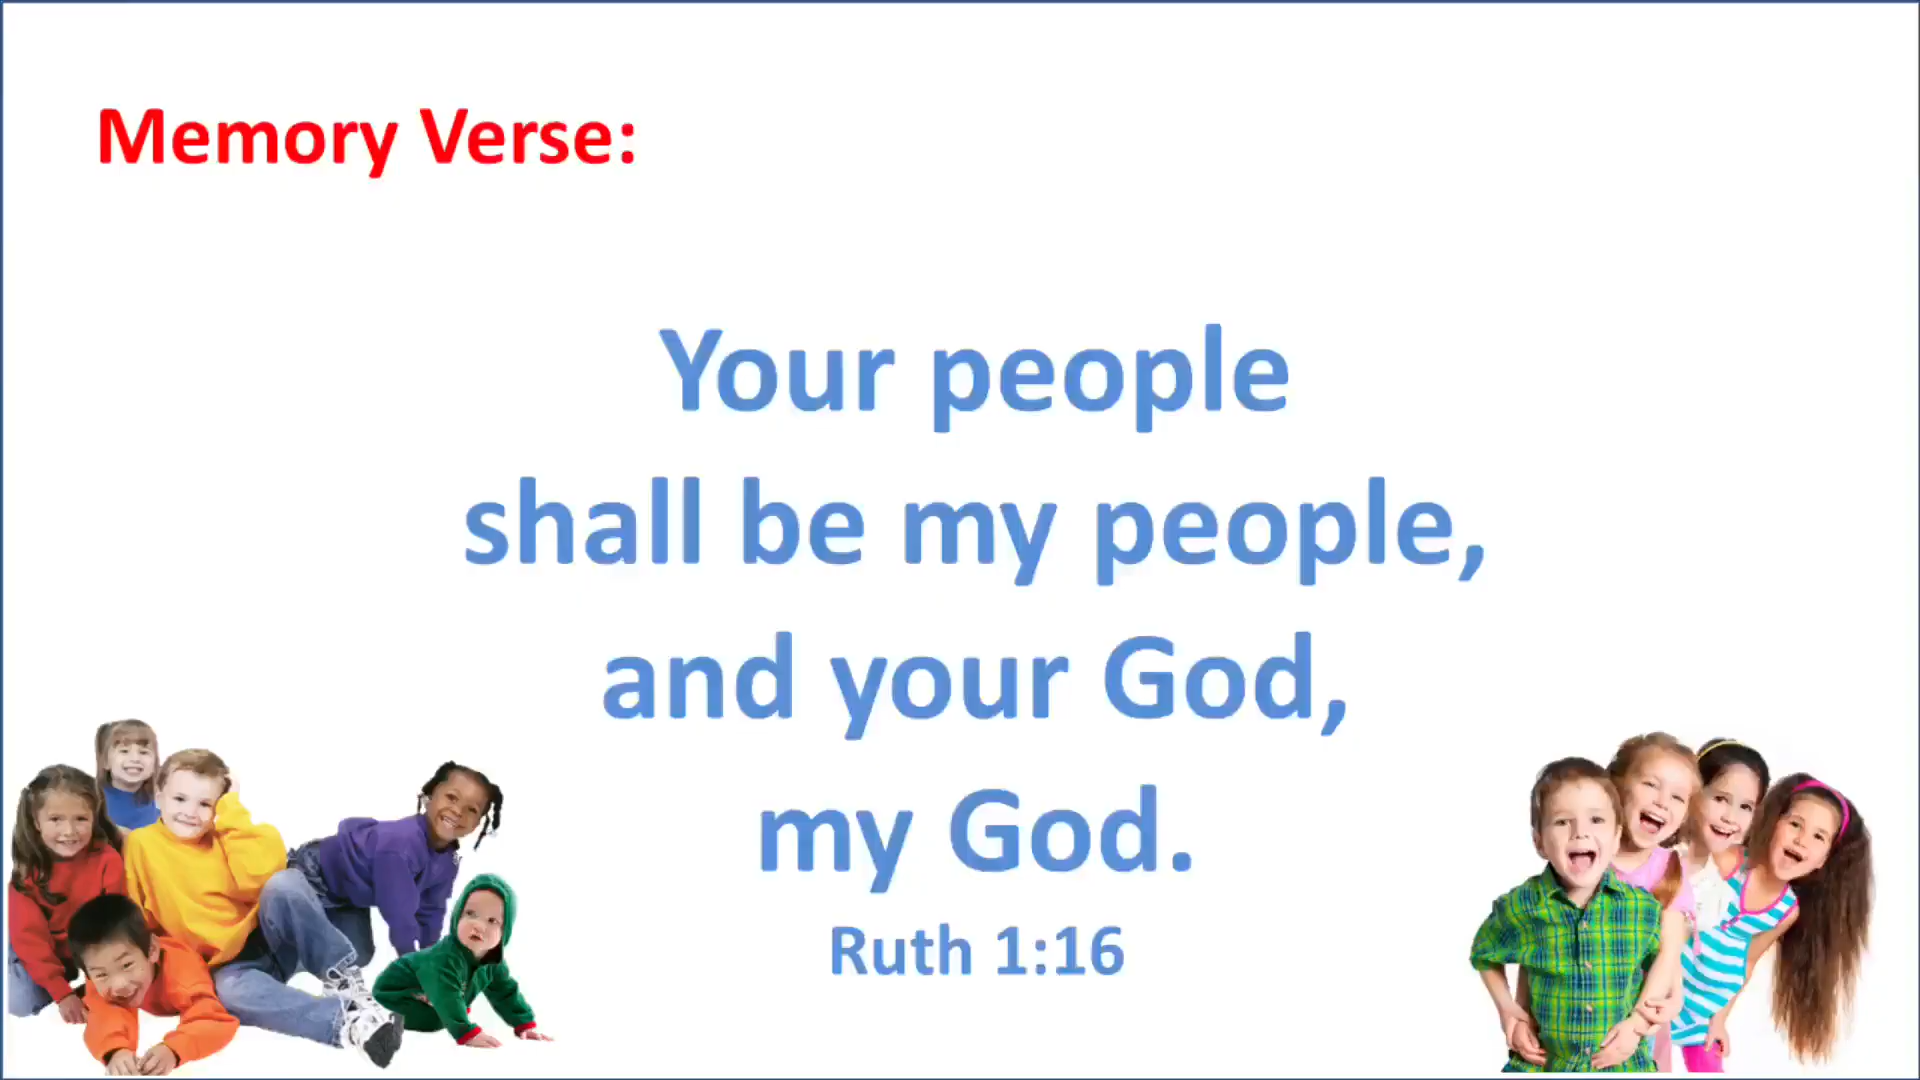 Memory Verse:
Your people
shall be my people,
and your God,
my God.
Ruth 1:16